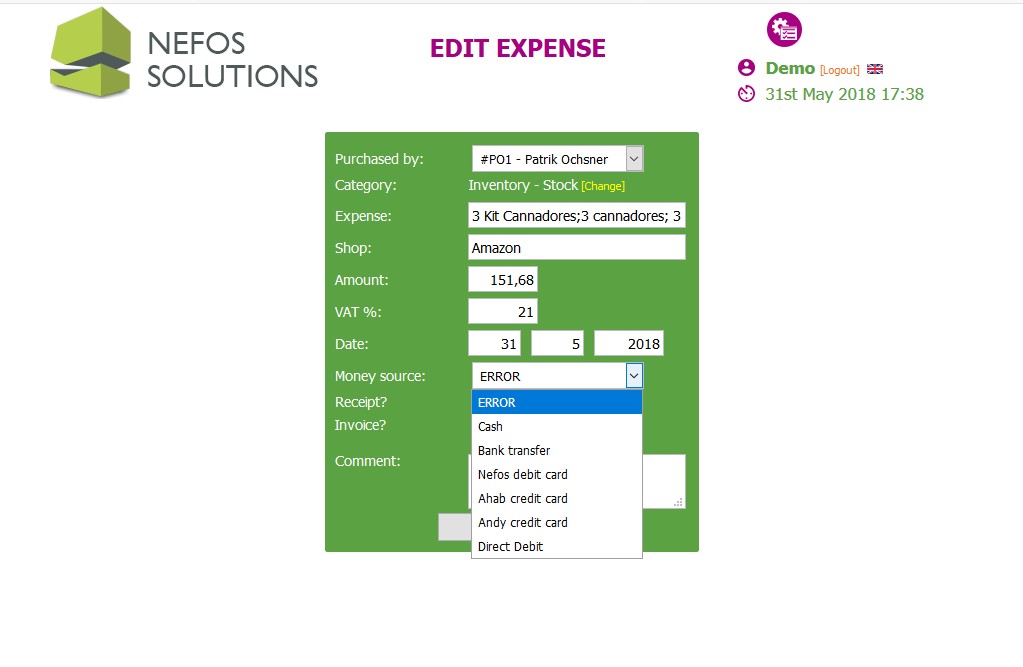 NEFOS
SOLUTIONS
EDIT EXPENSE
Demo [Logout]
31st May 2018 17:38
Purchased by: #PO1 - Patrik Ochsner
Category: Inventory - Stock [Change]
Expense: 3 Kit Cannadores;3 cannadores; 3
Shop: Amazon
Amount: 151,68
VAT %: 21
Date: 31 5 2018
Money source: ERROR
Receipt? ERROR
Invoice? Cash
Bank transfer
Comment:
Nefos debit card
Ahab credit card
Andy credit card
Direct Debit